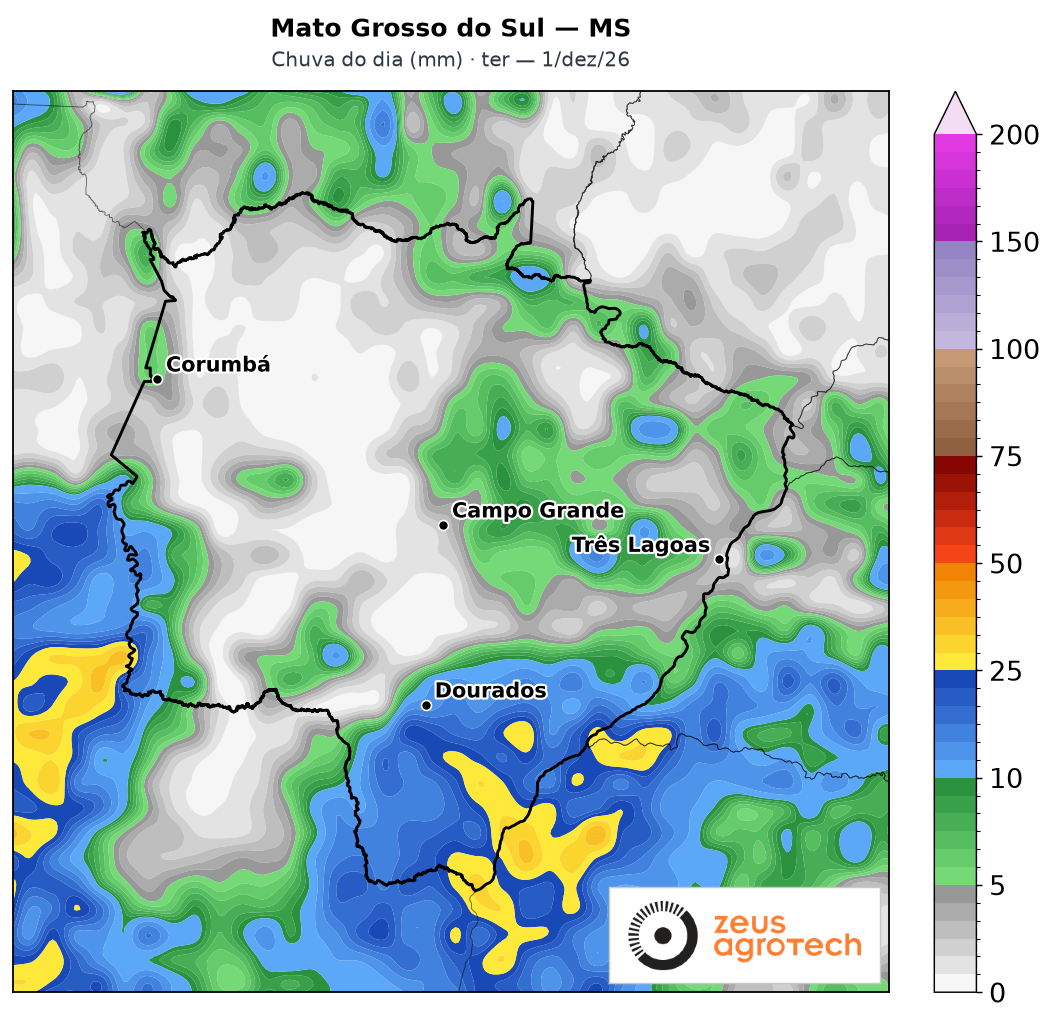 Mato Grosso do Sul — MS
Chuva do dia (mm) · ter — 1/dez/26
Corumbá
Campo Grande
Três Lagoas
Dourados
200
150
100
75
50
25
10
5
0
zeus
agrotech